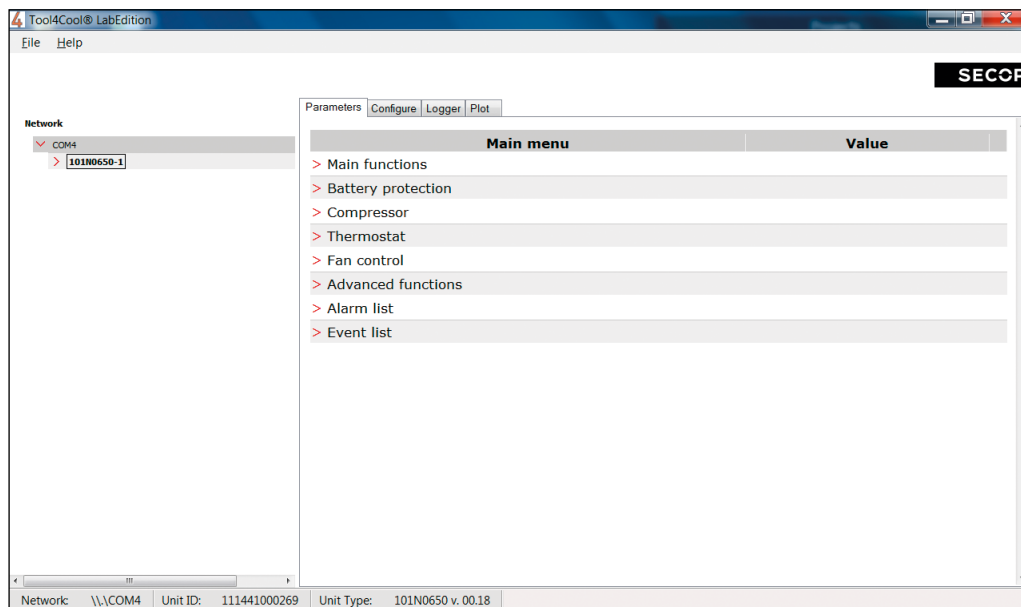 4 Tool4Cool® LabEdition
Projects
File Help
SECOP
Parameters Configure Logger Plot
Network
Main menu Value
COM4
101N0650-1
> Main functions
> Battery protection
> Compressor
> Thermostat
> Fan control
> Advanced functions
> Alarm list
> Event list
Network: \\.\COM4 Unit ID: 111441000269 Unit Type: 101N0650 v. 00.18